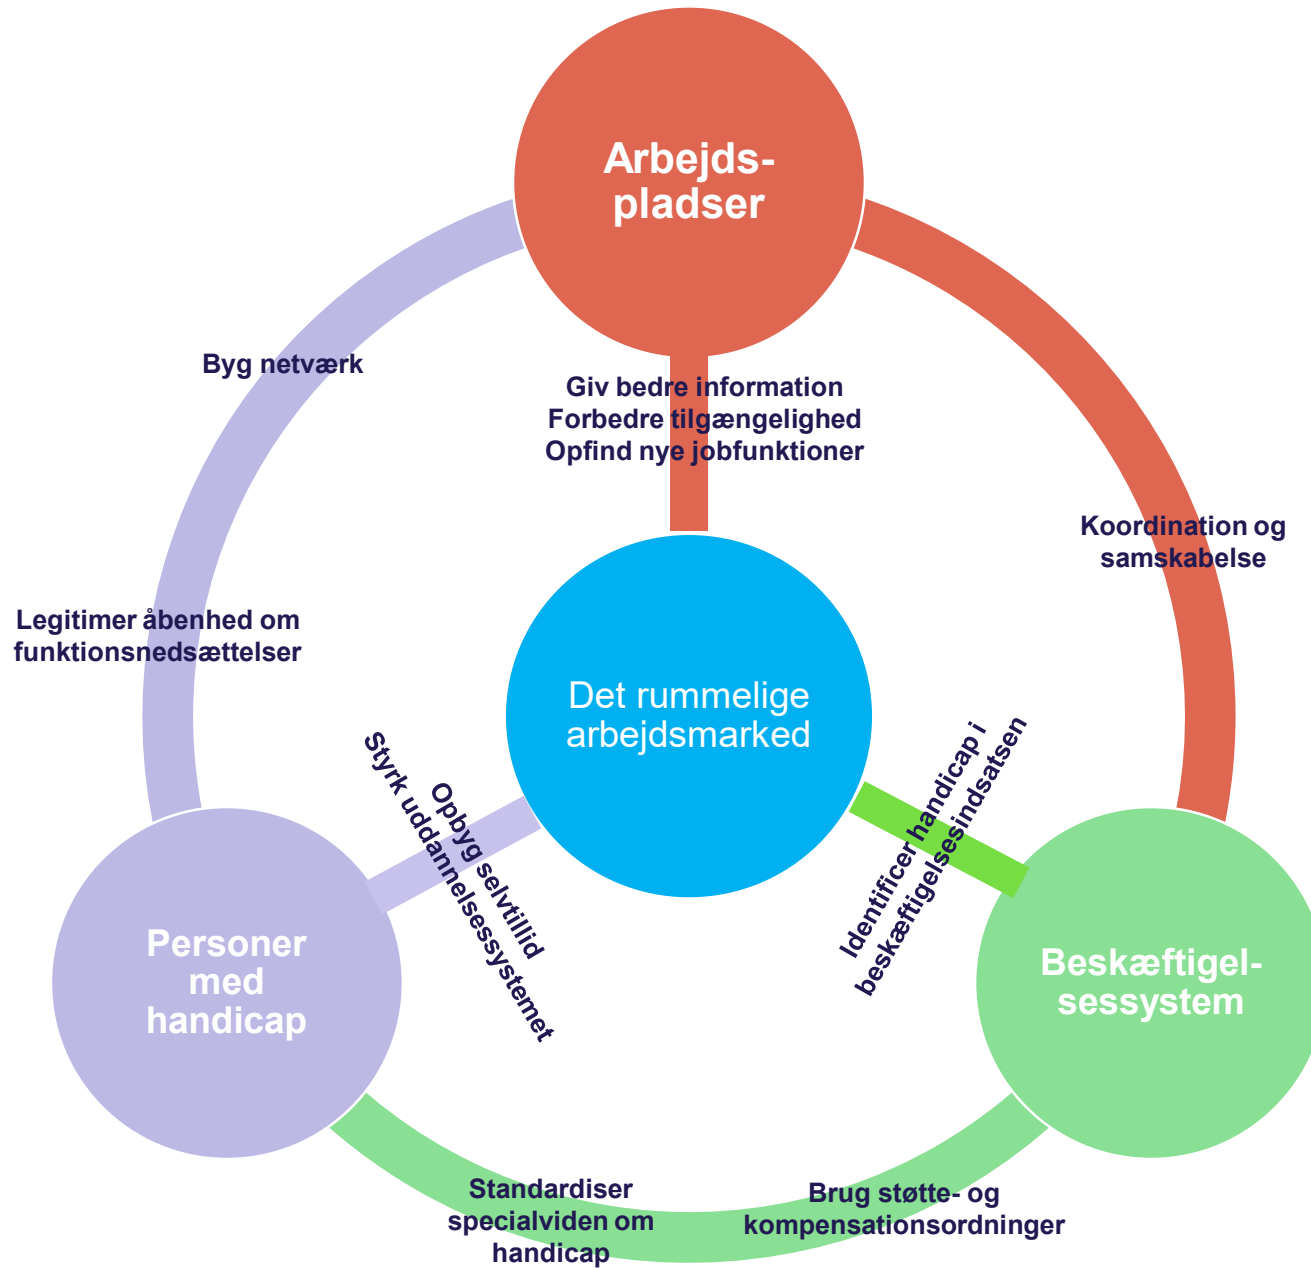 Arbejds-
pladser
Byg netværk
Giv bedre information
Forbedre tilgængelighed
Opfind nye jobfunktioner
Koordination og
samskabelse
Legitimer åbenhed om
funktionsnedsættelser
Det rummelige
arbejdsmarked
Opbyg selvtillid
Styrk uddannelsessystemet
Identificer handicap i
beskæftigelsesindsatsen
Personer
med
handicap
Beskæftigel-
sessystem
Standardiser
specialviden om
handicap
Brug støtte- og
kompensationsordninger